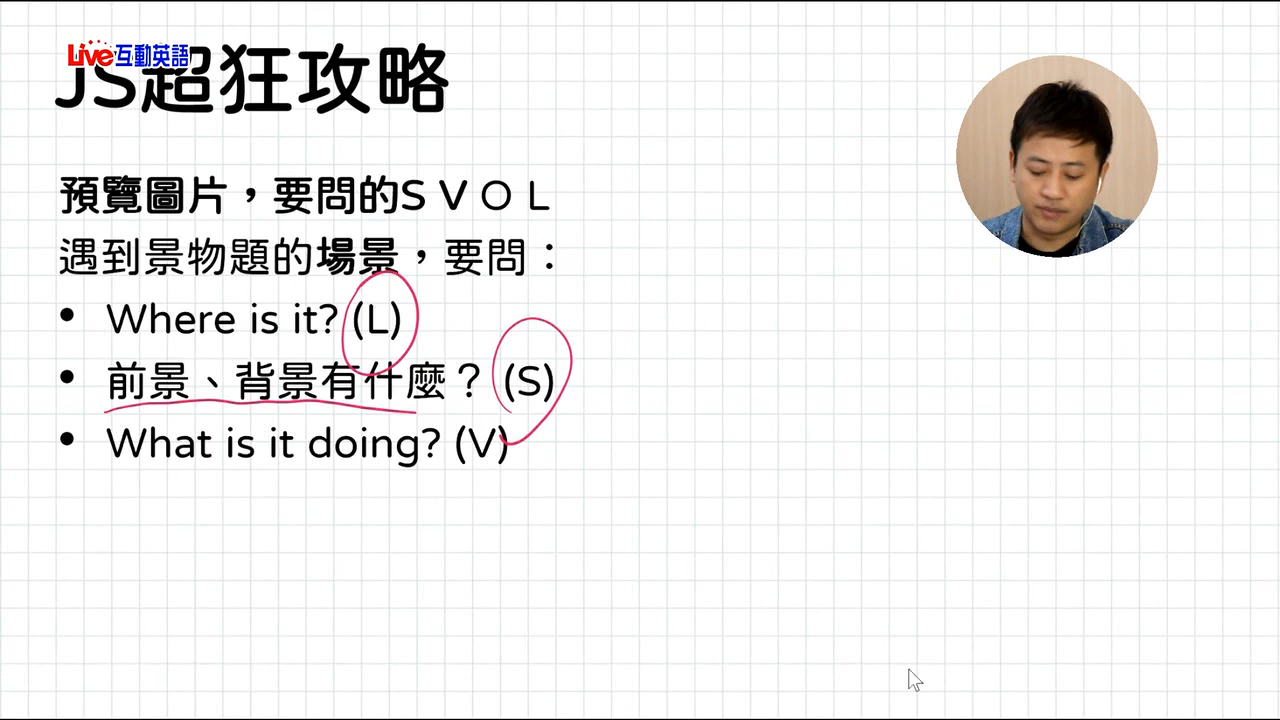 Live互動英語
JS超狂攻略
預覽圖片，要問的S V O L
遇到景物題的場景，要問：
• Where is it? (L)
• 前景、背景有什麼？ (S)
• What is it doing? (V)